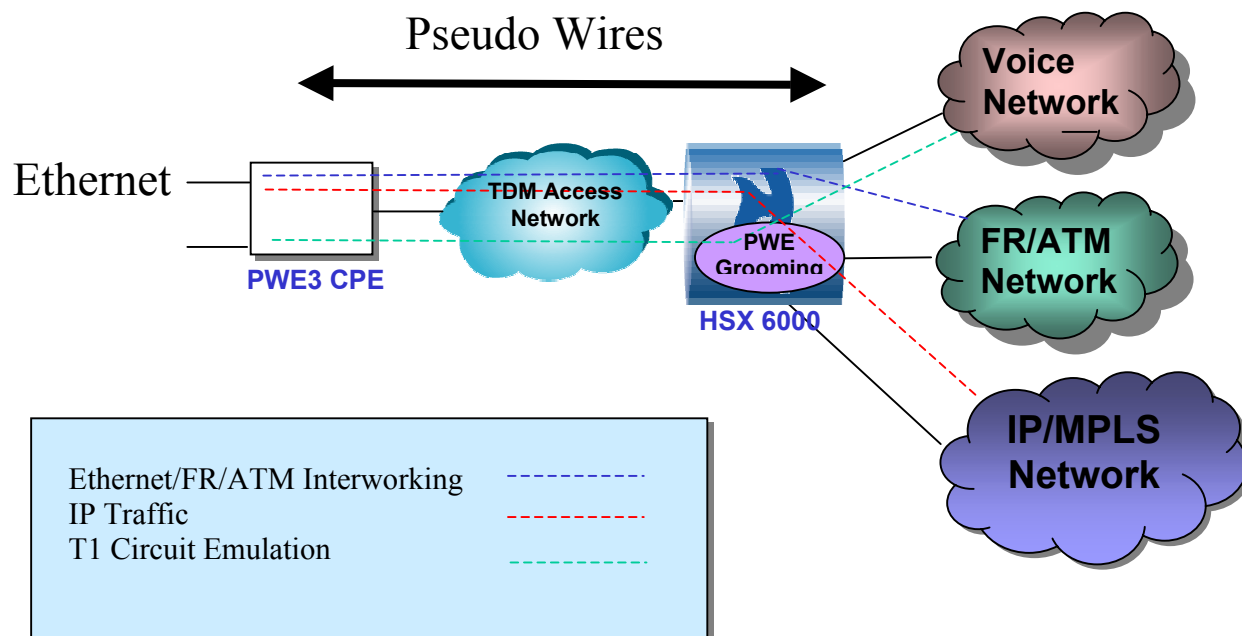 Pseudo Wires
Voice
Network
Ethernet
TDM Access
Network
PWE
Grooming
FR/ATM
Network
PWE3 CPE
HSX 6000
IP/MPLS
Network
Ethernet/FR/ATM Interworking
IP Traffic
T1 Circuit Emulation